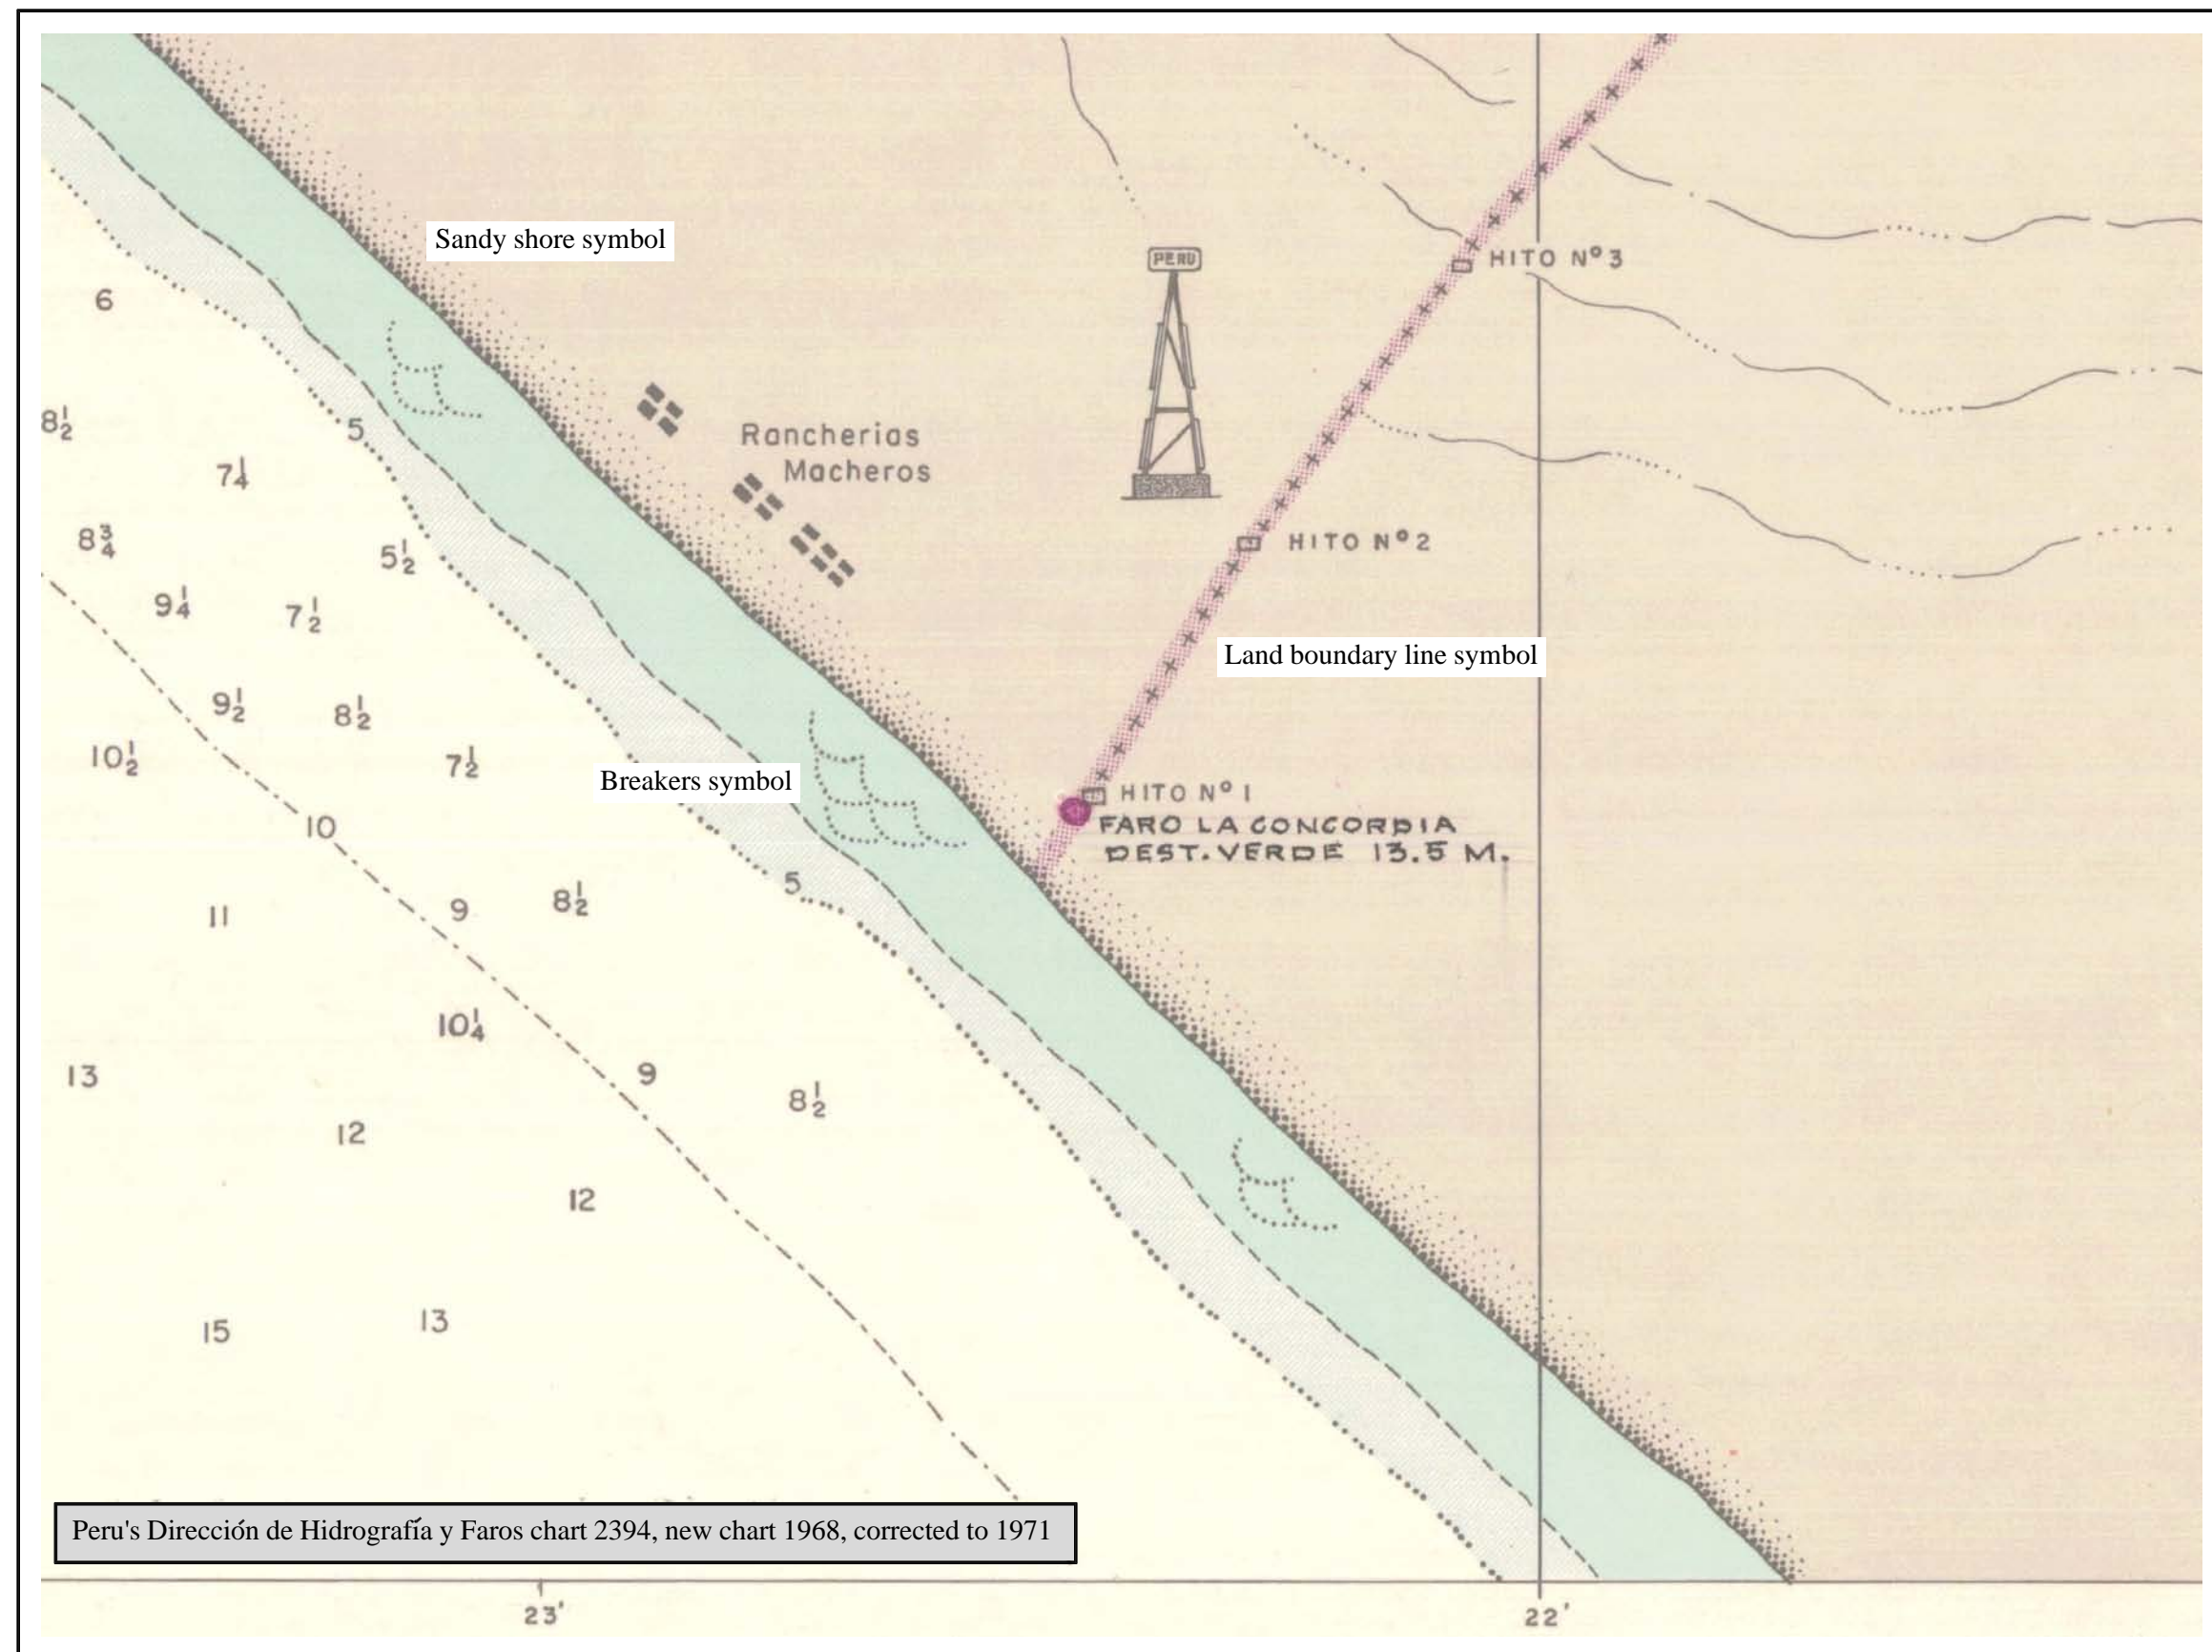 Sandy shore symbol
PERU
HITO Nº 3
6
8½
5
7¼
Rancherias
Macheros
8¾
5½
HITO Nº 2
9¼
7½
Land boundary line symbol
9½
8½
10½
7½
Breakers symbol
HITO Nº 1
FARO LA CONCORDIA
DEST. VERDE 13.5 M.
10
5
11
9
8½
10¼
13
9
8½
12
12
15
13
Peru's Dirección de Hidrografía y Faros chart 2394, new chart 1968, corrected to 1971
23'
22'